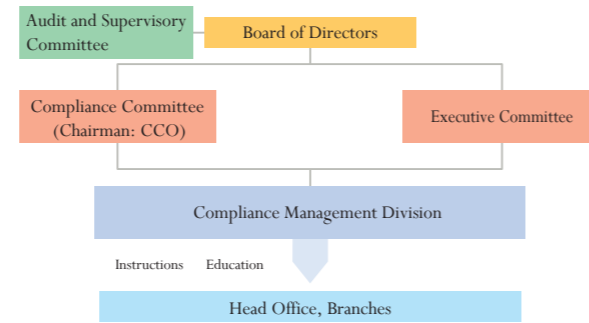 Audit and Supervisory
Committee
Board of Directors
Compliance Committee
(Chairman: CCO)
Executive Committee
Compliance Management Division
Instructions Education
Head Office, Branches